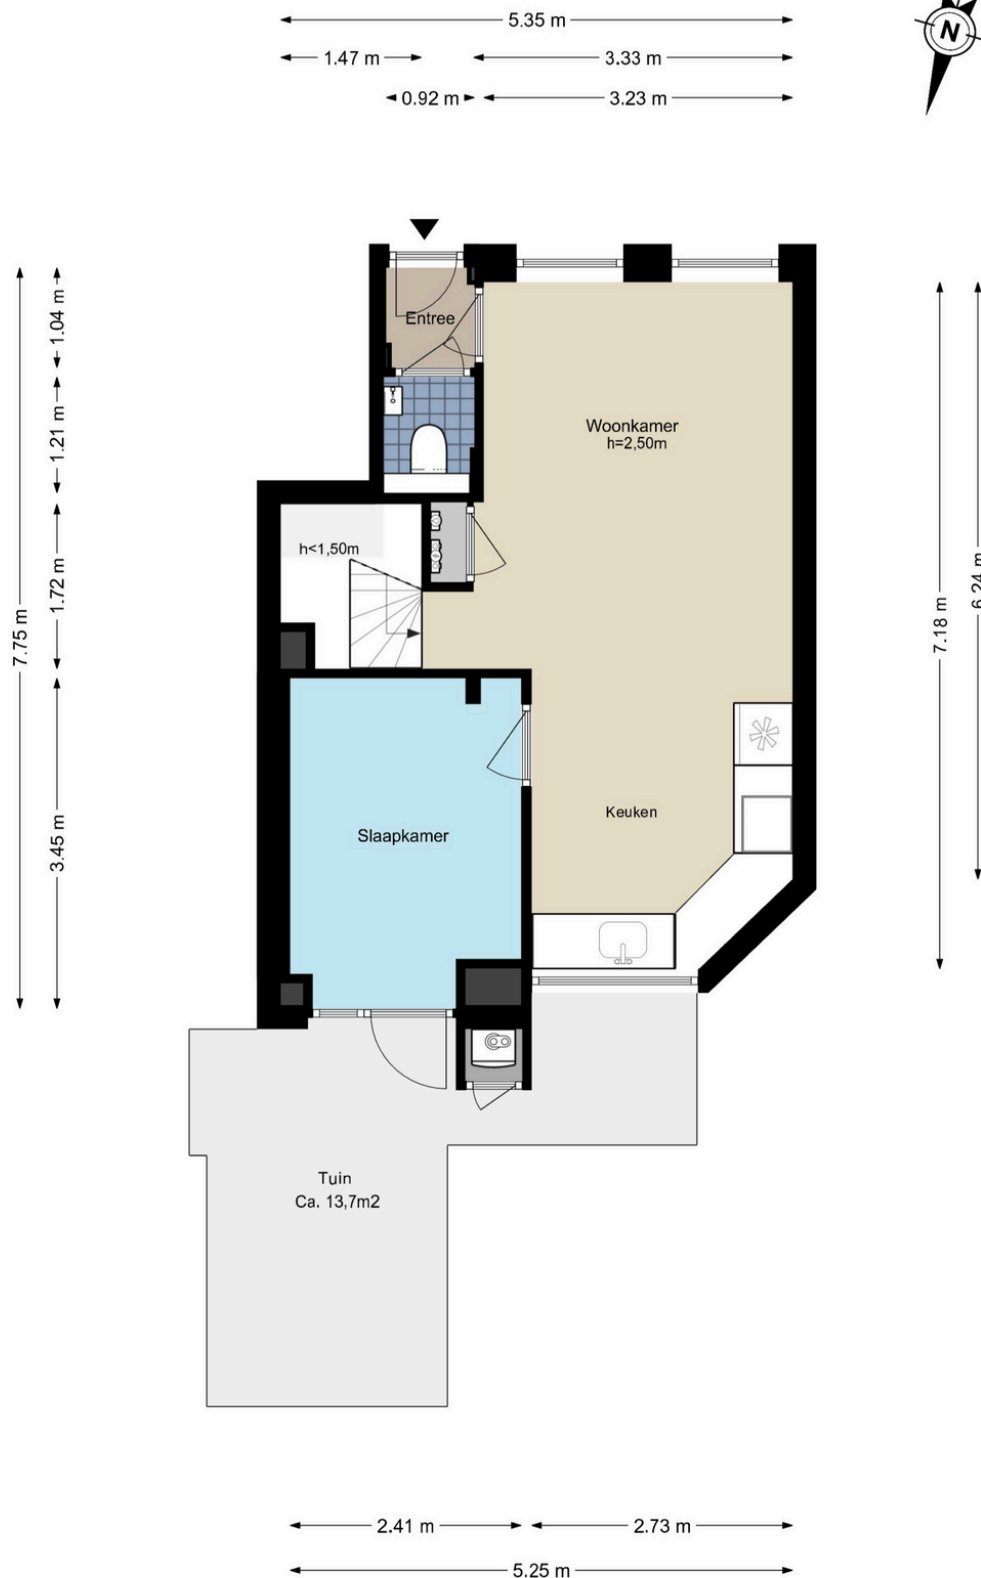 5.35 m
1.47 m
3.33 m
0.92 m
3.23 m
N
Entree
Woonkamer
h=2,50m
h<1,50m
Keuken
Slaapkamer
Tuin
Ca. 13,7m2
7.75 m
1.04 m
1.21 m
1.72 m
3.45 m
7.18 m
6.24 m
2.41 m
2.73 m
5.25 m